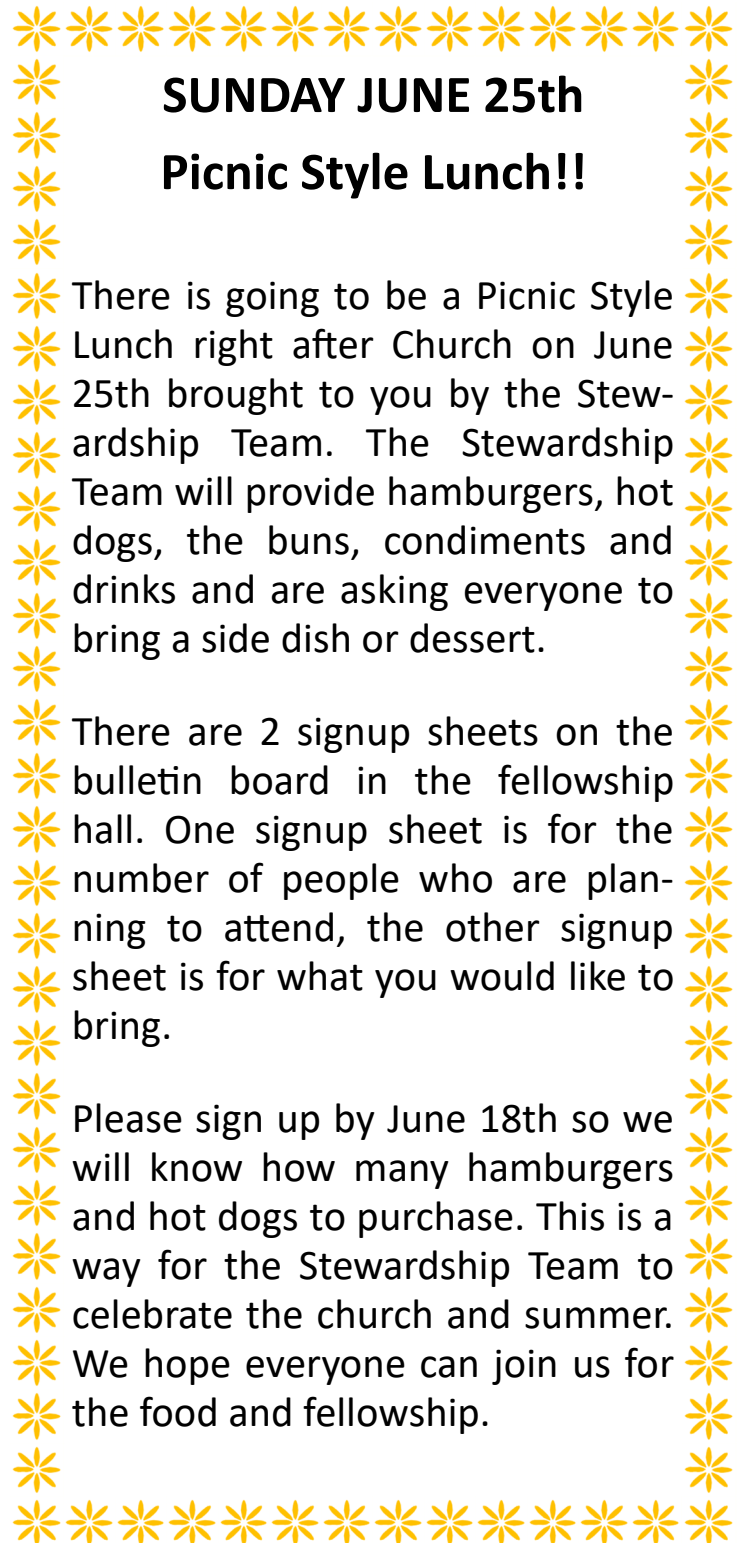 SUNDAY JUNE 25th
Picnic Style Lunch!!
There is going to be a Picnic Style
Lunch right after Church on June
25th brought to you by the Stew-
ardship Team. The Stewardship
Team will provide hamburgers, hot
dogs, the buns, condiments and
drinks and are asking everyone to
bring a side dish or dessert.
There are 2 signup sheets on the
bulletin board in the fellowship
hall. One signup sheet is for the
number of people who are plan-
ning to attend, the other signup
sheet is for what you would like to
bring.
Please sign up by June 18th so we
will know how many hamburgers
and hot dogs to purchase. This is a
way for the Stewardship Team to
celebrate the church and summer.
We hope everyone can join us for
the food and fellowship.